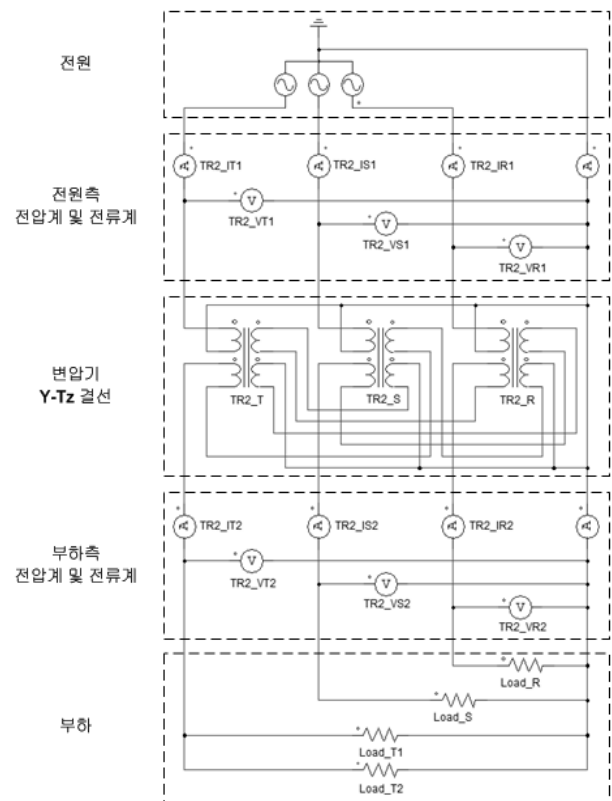 전원
TR2_IT1
TR2_IS1
TR2_IR1
A
A
A
A
전원측
전압계 및 전류계
V
TR2_VT1
V
TR2_VS1
V
TR2_VR1
변압기
Y-Tz 결선
TR2_T
TR2_S
TR2_R
TR2_IT2
TR2_IS2
TR2_IR2
A
A
A
A
부하측
전압계 및 전류계
V
TR2_VT2
V
TR2_VS2
V
TR2_VR2
Load_R
Load_S
부하
Load_T1
Load_T2